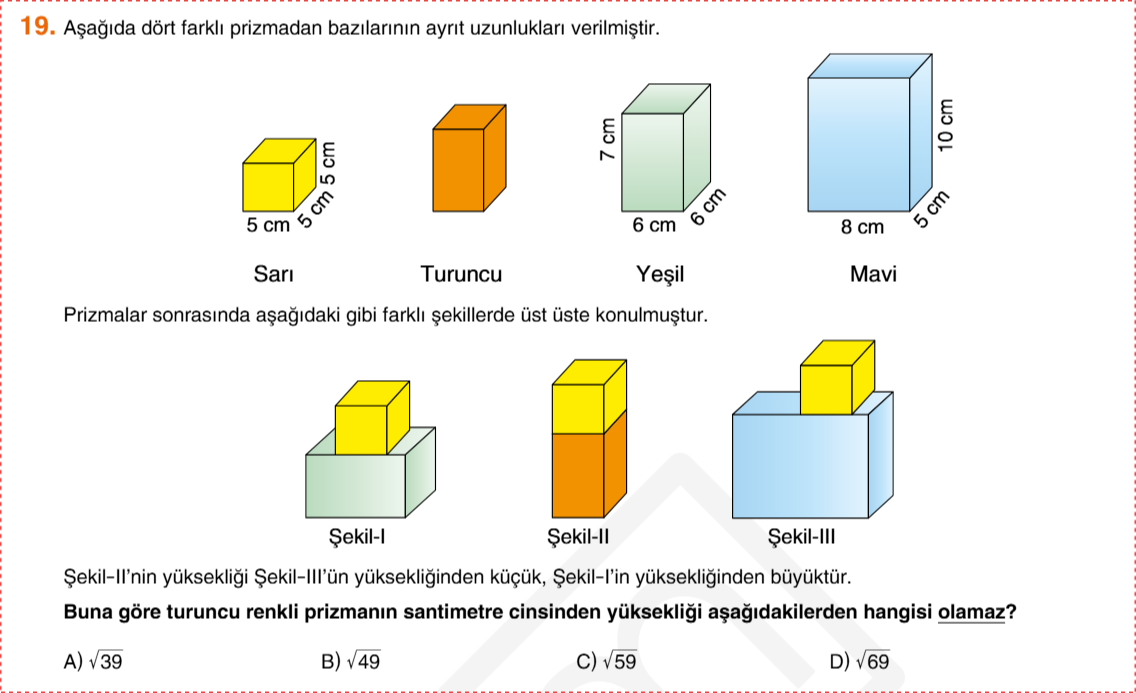 19. Aşağıda dört farklı prizmadan bazılarının ayrıt uzunlukları verilmiştir.
5 cm 5 cm 5 cm
7 cm 6 cm 6 cm
10 cm 8 cm 5 cm
Sarı Turuncu Yeşil Mavi
Prizmalar sonrasında aşağıdaki gibi farklı şekillerde üst üste konulmuştur.
Şekil-I Şekil-II Şekil-III
Şekil-II’nin yüksekliği Şekil-III’ün yüksekliğinden küçük, Şekil-I’in yüksekliğinden büyüktür.
Buna göre turuncu renkli prizmanın santimetre cinsinden yüksekliği aşağıdakilerden hangisi olamaz?
A) √39 B) √49 C) √59 D) √69